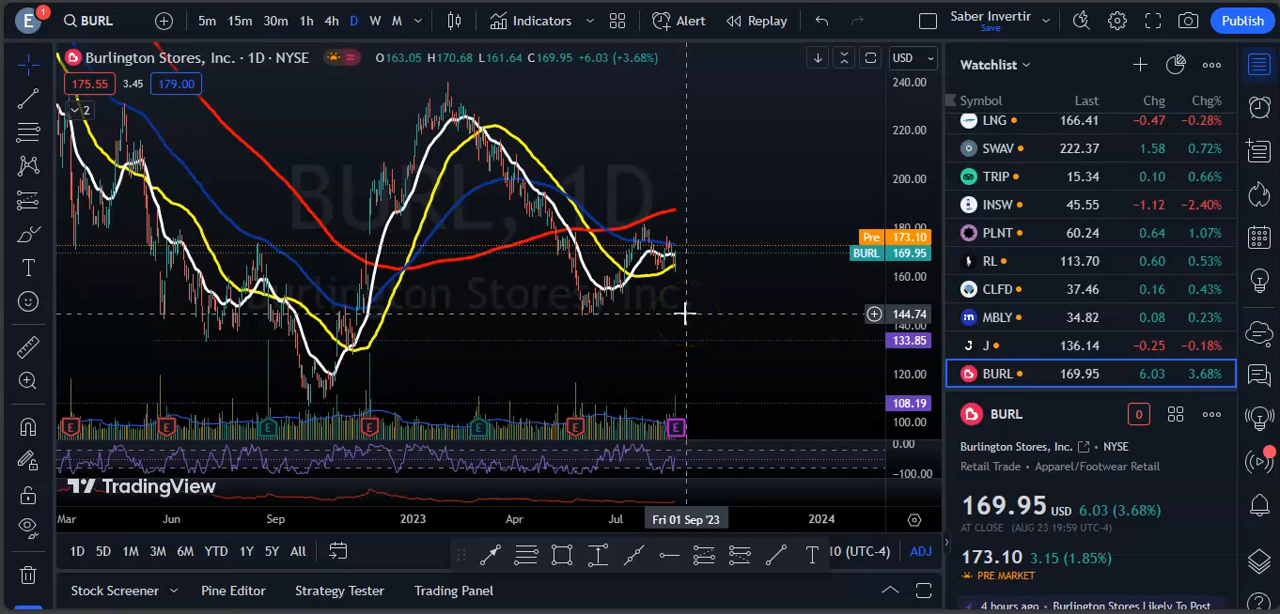 E 1 BURL 5m 15m 30m 1h 4h D W M Indicators Alert Replay Saber Invertir Save Publish
Burlington Stores, Inc. · 1D · NYSE O163.05 H170.68 L161.64 C169.95 +6.03 (+3.68%) USD
175.55 3.45 179.00
2
BURL, 1D
Burlington Stores, Inc.
240.00
220.00
200.00
180.00
Pre 173.10
BURL 169.95
160.00
144.74
140.00
133.85
120.00
108.19
100.00
E E E E E E E
0.00
−100.00
TradingView
Mar Jun Sep 2023 Apr Jul Fri 01 Sep '23 2024
1D 5D 1M 3M 6M YTD 1Y 5Y All T 10 (UTC-4) ADJ
Stock Screener Pine Editor Strategy Tester Trading Panel
Watchlist
Symbol Last Chg Chg%
LNG 166.41 −0.47 −0.28%
SWAV 222.37 1.58 0.72%
TRIP 15.34 0.10 0.66%
INSW 45.55 −1.12 −2.40%
PLNT 60.24 0.64 1.07%
RL 113.70 0.60 0.53%
CLFD 37.46 0.16 0.43%
MBLY 34.82 0.08 0.23%
J 136.14 −0.25 −0.18%
BURL 169.95 6.03 3.68%
BURL 0
Burlington Stores, Inc. · NYSE
Retail Trade · Apparel/Footwear Retail
169.95 USD 6.03 (3.68%)
AT CLOSE (AUG 23 19:59 UTC-4)
173.10 3.15 (1.85%)
PRE MARKET
4 hours ago · Burlington Stores Likely To Post